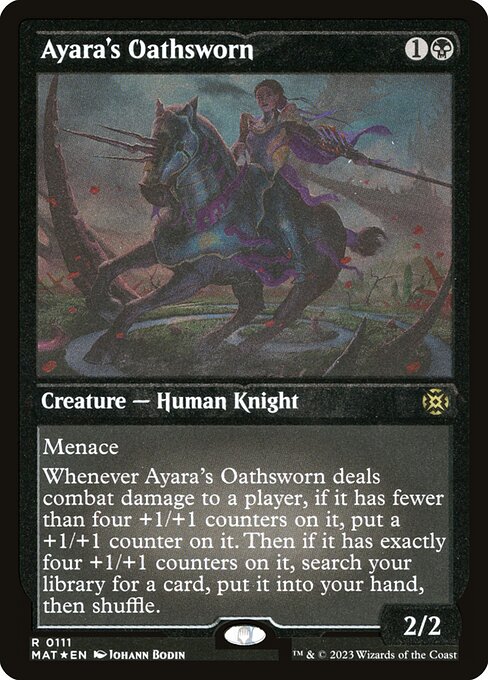 Ayara's Oathsworn 1
Creature — Human Knight
Menace
Whenever Ayara's Oathsworn deals
combat damage to a player, if it has fewer
than four +1/+1 counters on it, put a
+1/+1 counter on it. Then if it has exactly
four +1/+1 counters on it, search your
library for a card, put it into your hand,
then shuffle.
2/2
R 0111
MAT★EN Johann Bodin
™ & © 2023 Wizards of the Coast